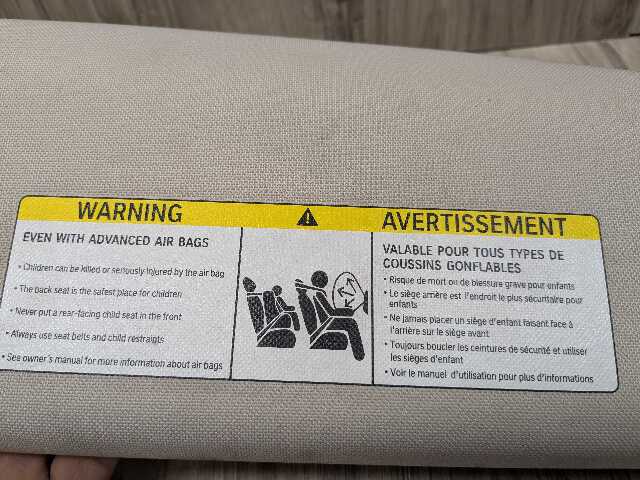 WARNING
EVEN WITH ADVANCED AIR BAGS
• Children can be killed or seriously injured by the air bag
• The back seat is the safest place for children
• Never put a rear-facing child seat in the front
• Always use seat belts and child restraints
• See owner's manual for more information about air bags
AVERTISSEMENT
VALABLE POUR TOUS TYPES DE
COUSSINS GONFLABLES
• Risque de mort ou de blessure grave pour enfants
• Le siège arrière est l'endroit le plus sécuritaire pour
enfants
• Ne jamais placer un siège d'enfant faisant face à
l'arrière sur le siège avant
• Toujours boucler les ceintures de sécurité et utiliser
les sièges d'enfant
• Voir le manuel d'utilisation pour plus d'informations